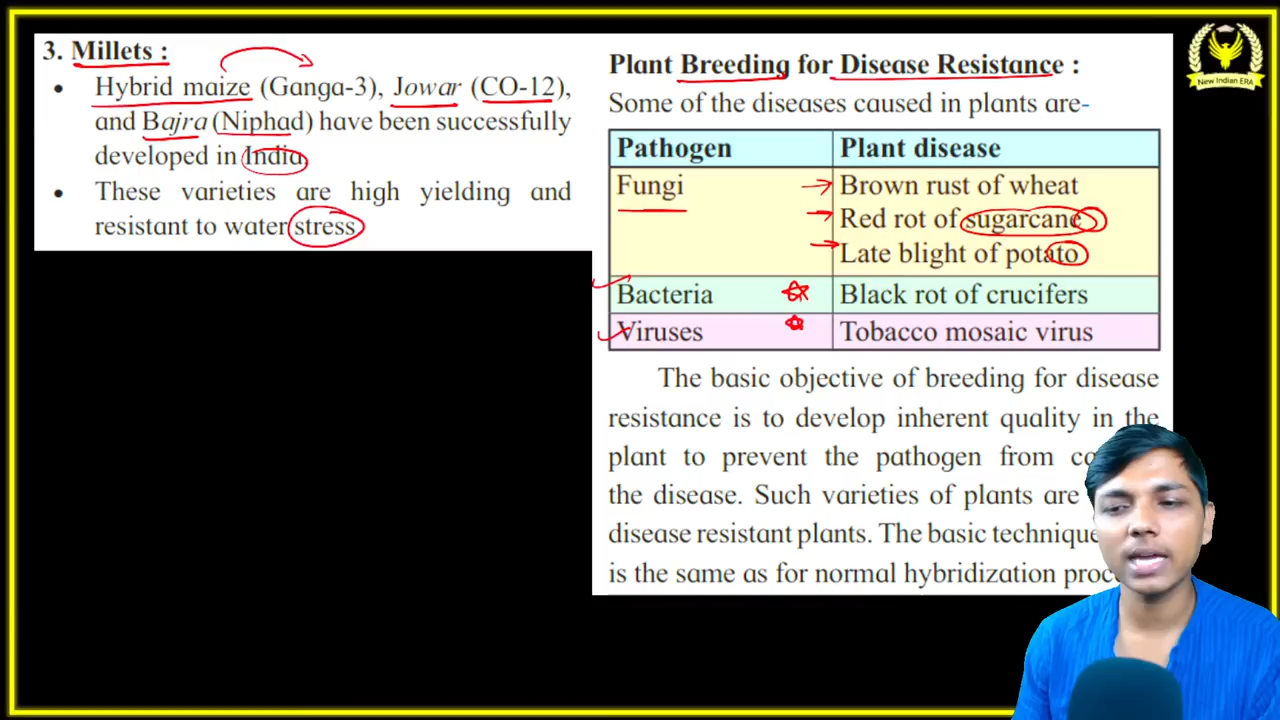 3. Millets :
• Hybrid maize (Ganga-3), Jowar (CO-12),
and Bajra (Niphad) have been successfully
developed in India.
• These varieties are high yielding and
resistant to water stress
Plant Breeding for Disease Resistance :
Some of the diseases caused in plants are-
Pathogen Plant disease
Fungi Brown rust of wheat
Red rot of sugarcane
Late blight of potato
Bacteria Black rot of crucifers
Viruses Tobacco mosaic virus
The basic objective of breeding for disease
resistance is to develop inherent quality in the
plant to prevent the pathogen from
the disease. Such varieties of plants are
disease resistant plants. The basic technique
is the same as for normal hybridization
New Indian ERA